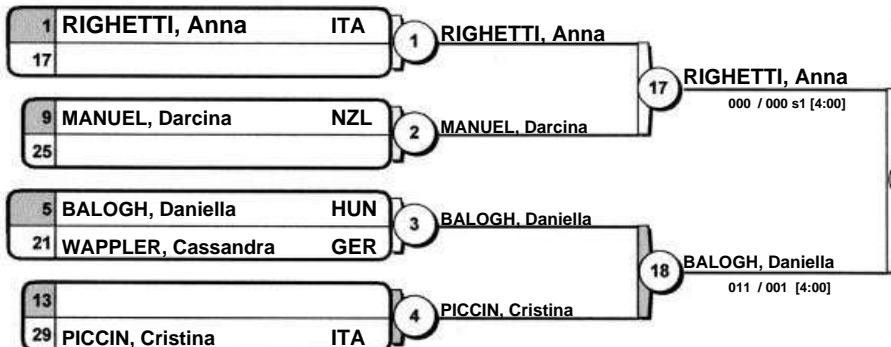 1 RIGHETTI, Anna ITA
17
1
RIGHETTI, Anna
9 MANUEL, Darcina NZL
25
2
MANUEL, Darcina
17
RIGHETTI, Anna
000 / 000 s1 [4:00]
5 BALOGH, Daniella HUN
21 WAPPLER, Cassandra GER
3
BALOGH, Daniella
13
29 PICCIN, Cristina ITA
4
PICCIN, Cristina
18
BALOGH, Daniella
011 / 001 [4:00]